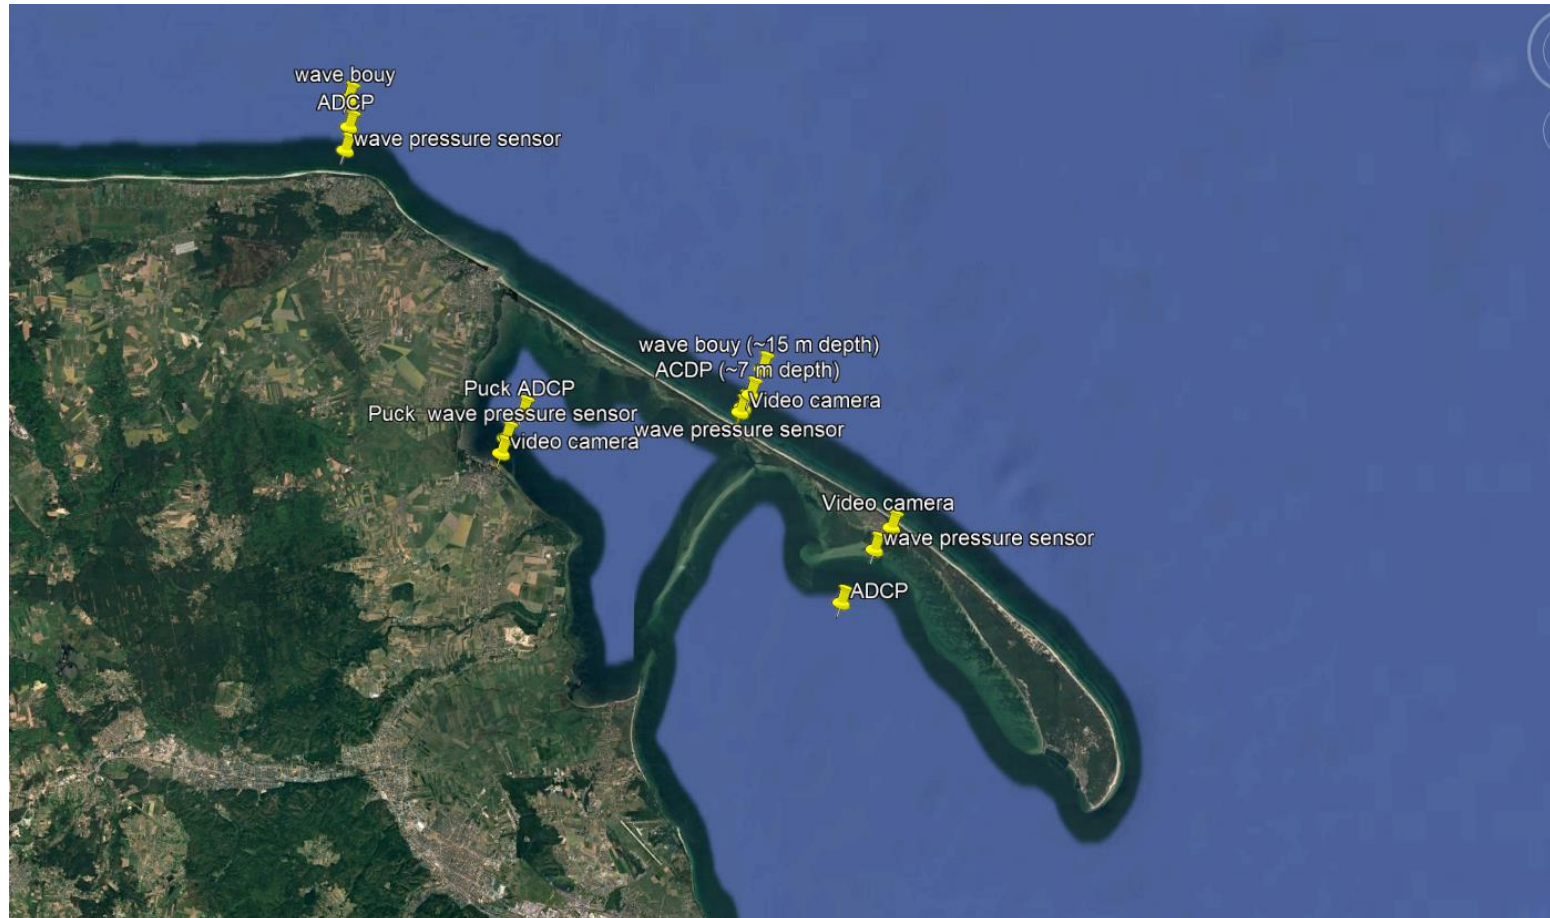 wave bouy
ADCP
wave pressure sensor
wave bouy (~15 m depth)
ACDP (~7 m depth)
Video camera
wave pressure sensor
Puck ADCP
Puck  wave pressure sensor
video camera
Video camera
wave pressure sensor
ADCP